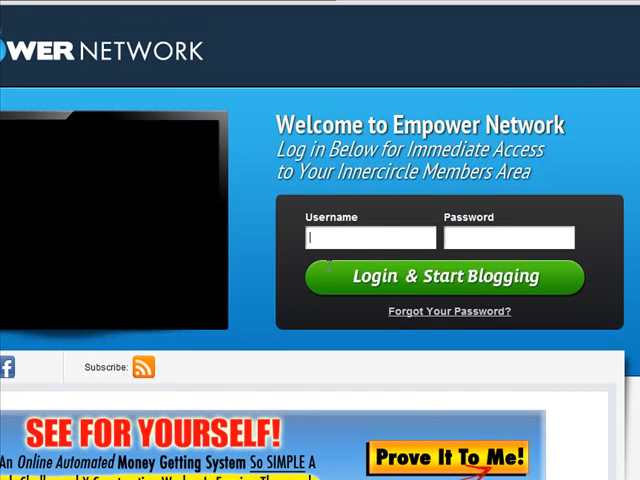 WER NETWORK
Welcome to Empower Network
Log in Below for Immediate Access
to Your Innercircle Members Area
Username Password
Login & Start Blogging
Forgot Your Password?
Subscribe:
SEE FOR YOURSELF!
An Online Automated Money Getting System So SIMPLE A
Prove It To Me!